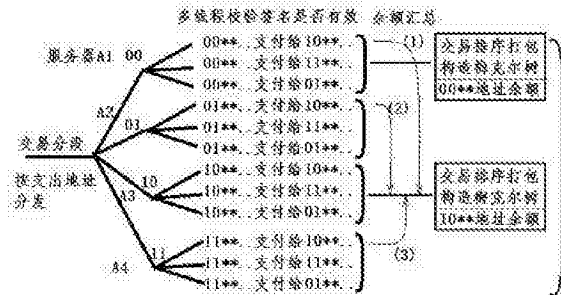 多线程校验签名是否有效 余额汇总
服务器A1 00
00**..支付给10**..
00**..支付给11**..
00**..支付给01**..
(1)
交易排序打包
构造梅克尔树
00**地址余额
A2 01
01**..支付给10**..
01**..支付给11**..
01**..支付给01**..
(2)
交易分段
按支出地址
分发
A3 10
10**..支付给10**..
10**..支付给11**..
10**..支付给01**..
交易排序打包
构造梅克尔树
10**地址余额
A4 11
11**..支付给10**..
11**..支付给11**..
11**..支付给01**..
(3)